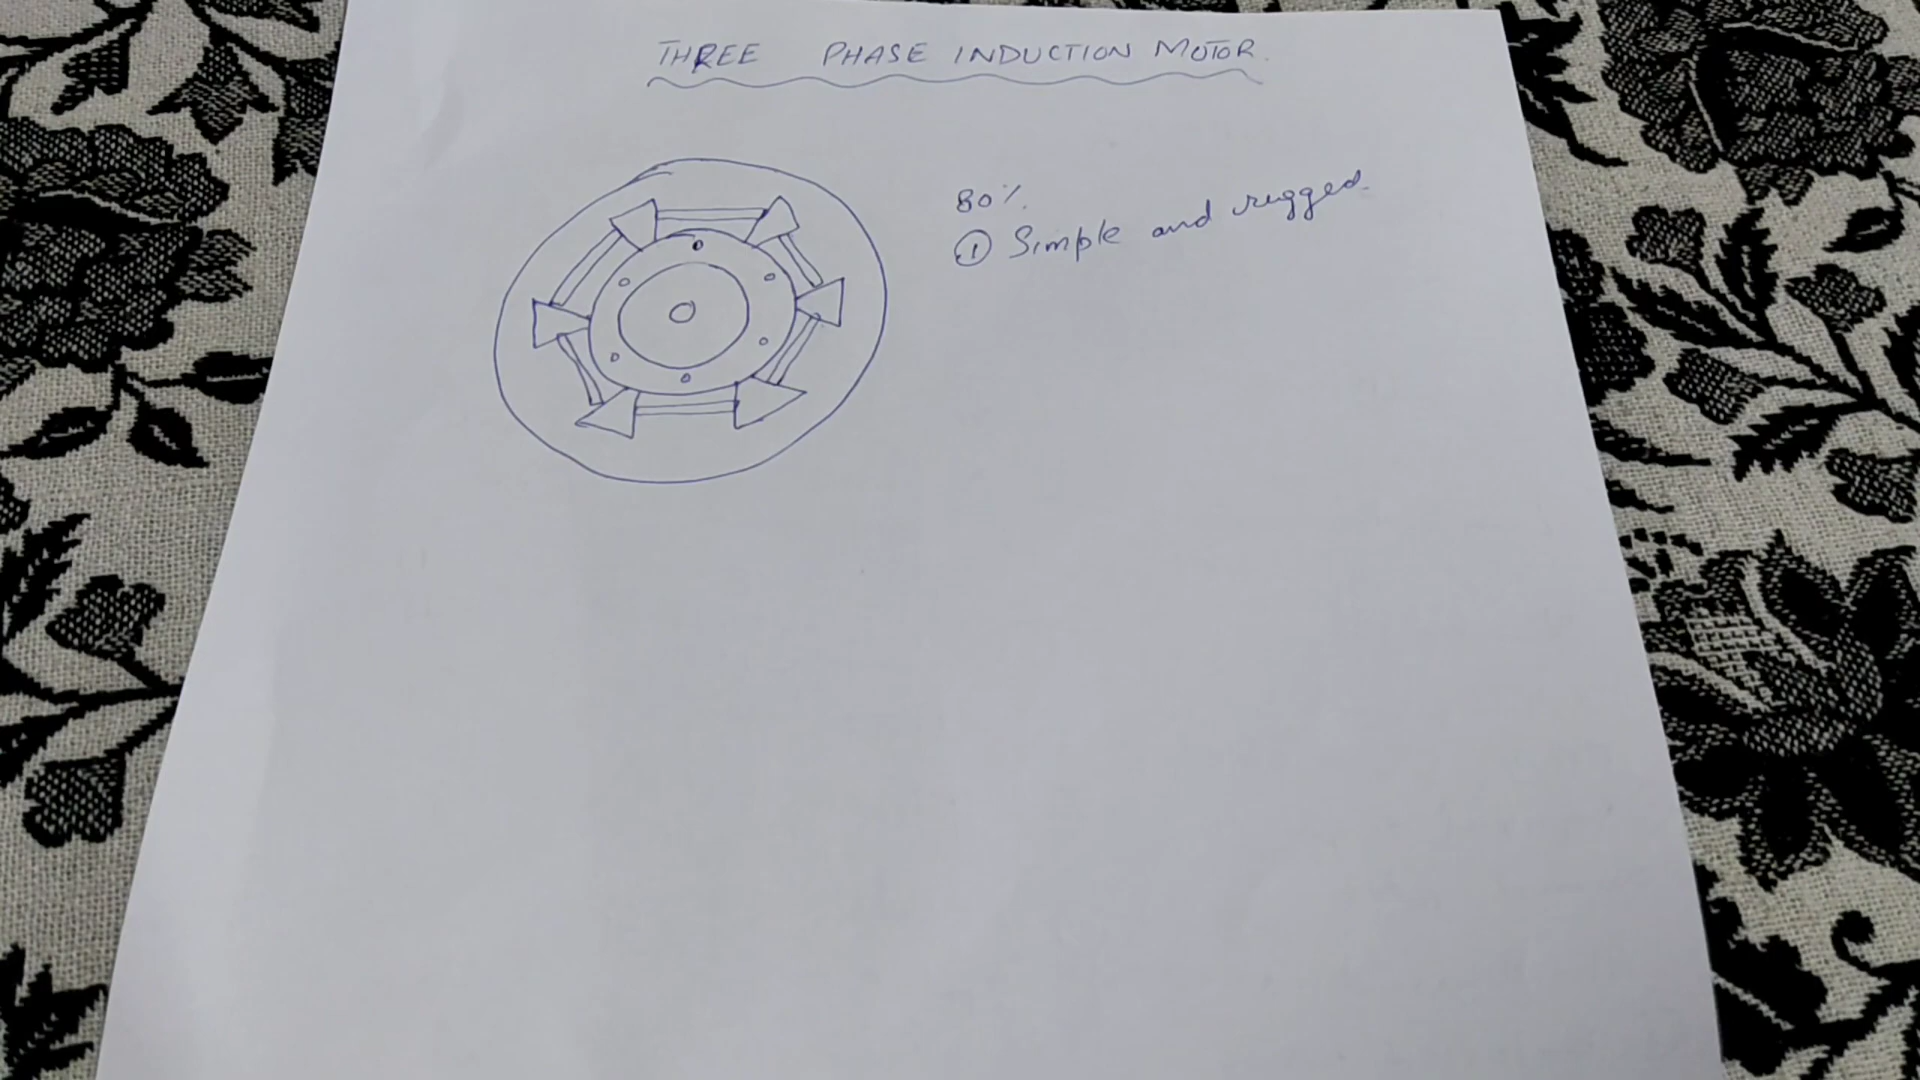 THREE PHASE INDUCTION MOTOR.
80%.
① Simple and rugged.